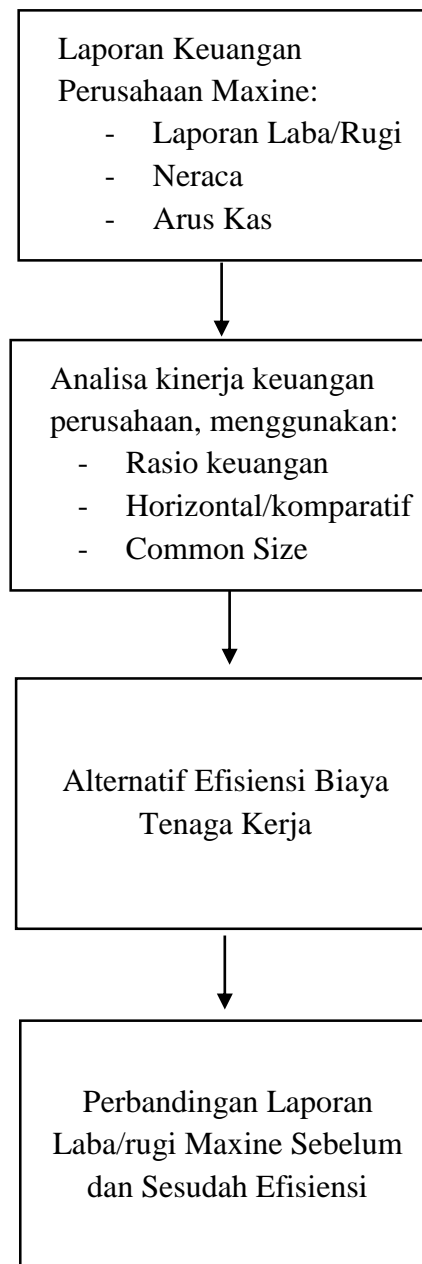 Laporan Keuangan
Perusahaan Maxine:
- Laporan Laba/Rugi
- Neraca
- Arus Kas
Analisa kinerja keuangan
perusahaan, menggunakan:
- Rasio keuangan
- Horizontal/komparatif
- Common Size
Alternatif Efisiensi Biaya
Tenaga Kerja
Perbandingan Laporan
Laba/rugi Maxine Sebelum
dan Sesudah Efisiensi